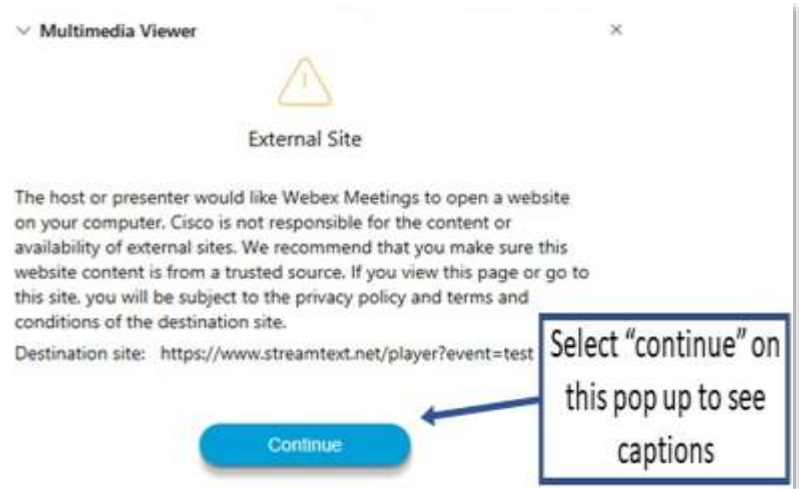 Multimedia Viewer
External Site
The host or presenter would like Webex Meetings to open a website
on your computer. Cisco is not responsible for the content or
availability of external sites. We recommend that you make sure this
website content is from a trusted source. If you view this page or go to
this site. you will be subject to the privacy policy and terms and
conditions of the destination site.
Destination site: https://www.streamtext.net/player?event=test
Continue
Select “continue” on
this pop up to see
captions